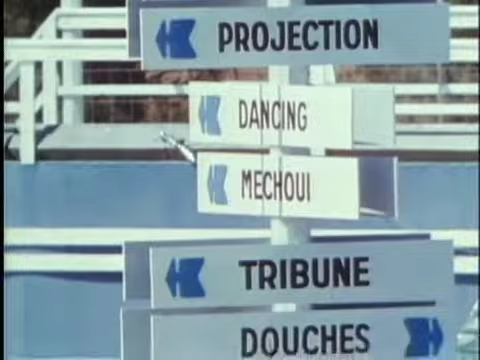 PROJECTION
DANCING
MECHOUI
TRIBUNE
DOUCHES